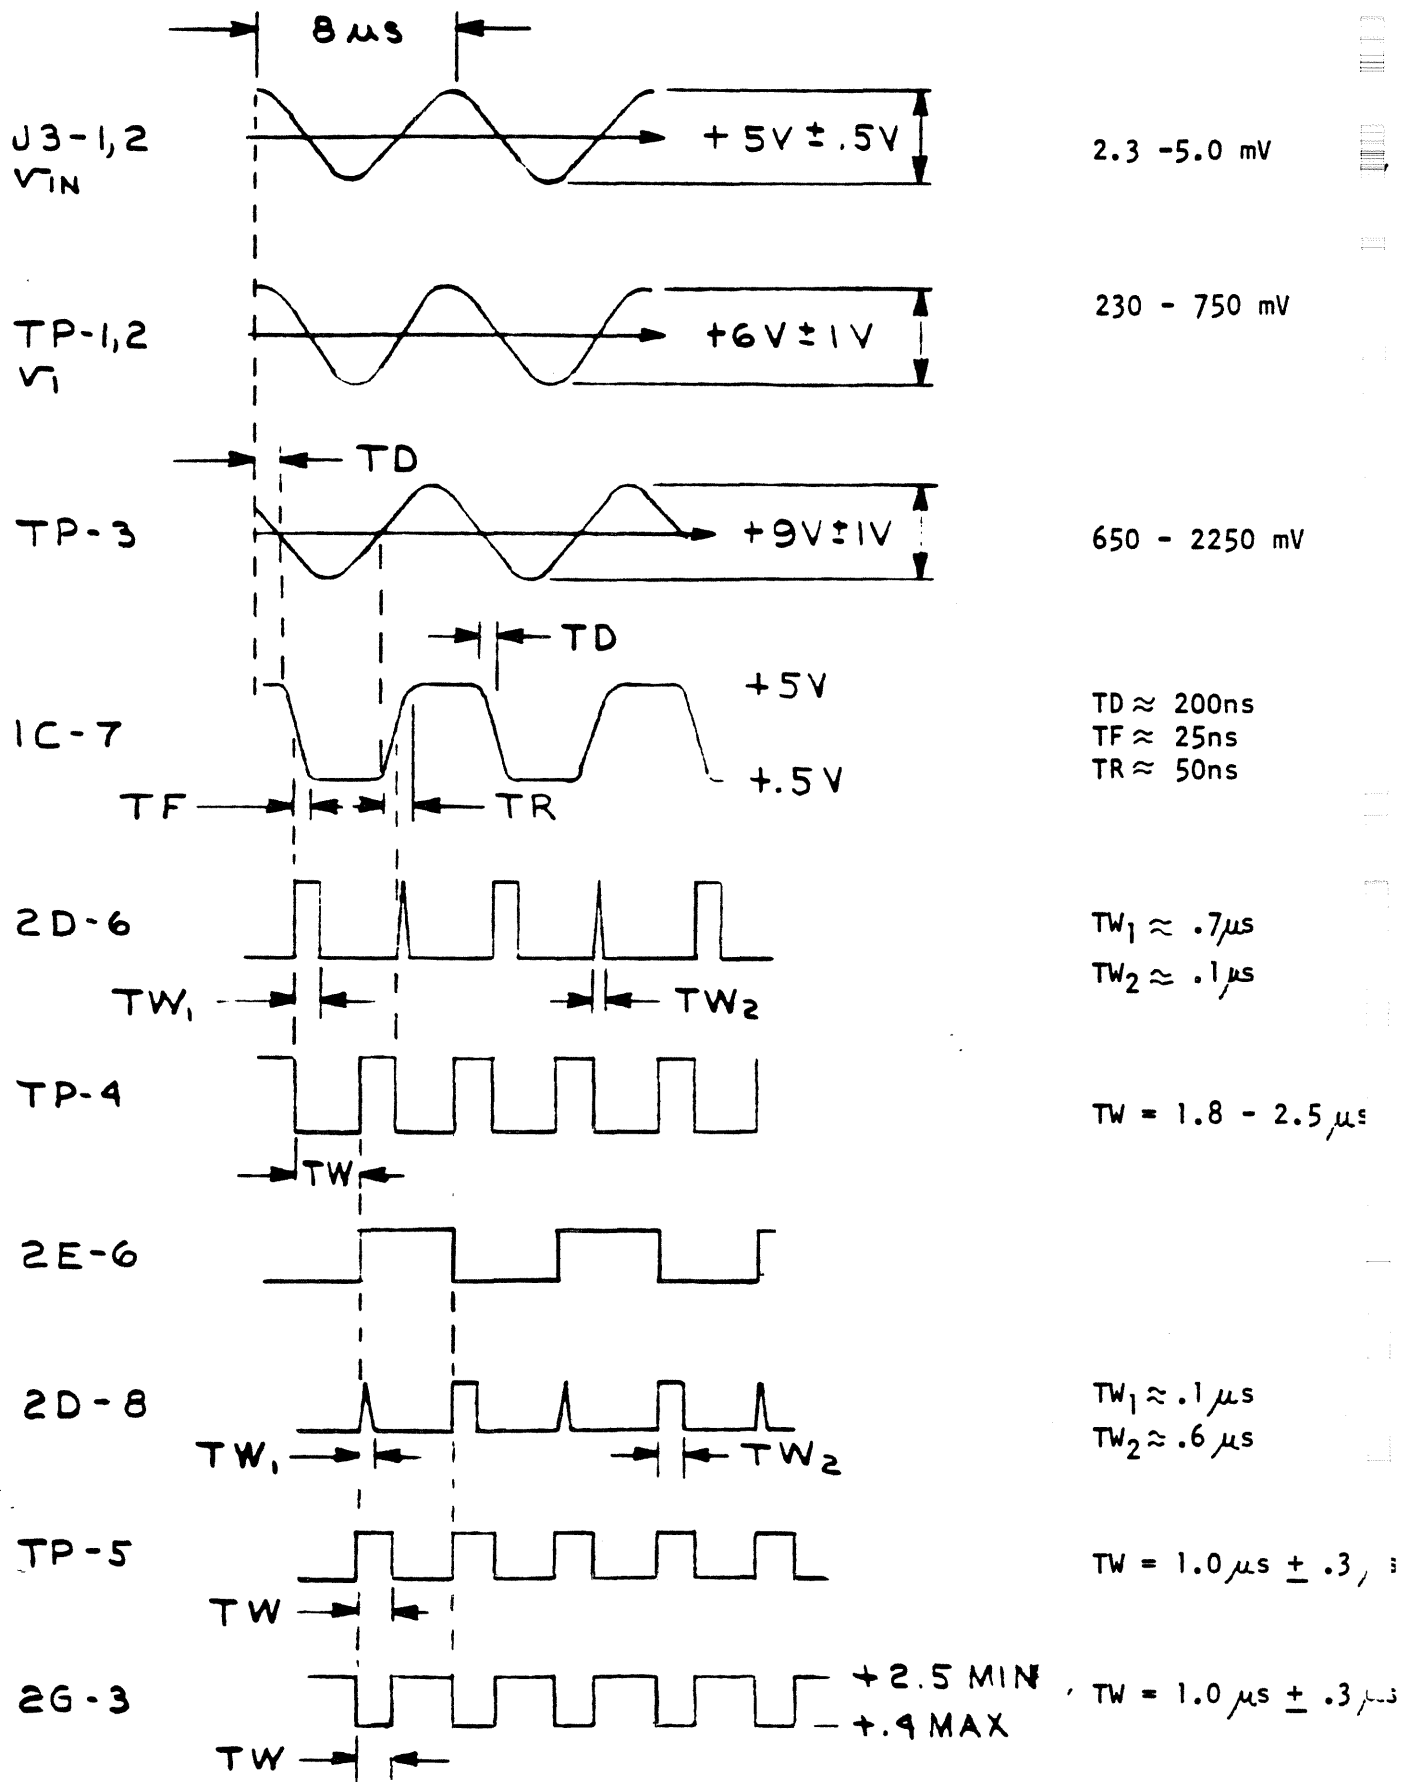 8 μs
J3-1,2
VIN
+5V ± .5V
2.3 -5.0 mV
TP-1,2
V1
+6V ± 1V
230 - 750 mV
TD
TP-3
+9V ± 1V
650 - 2250 mV
TD
1C-7
+5V
+.5V
TD ≈ 200ns
TF ≈ 25ns
TR ≈ 50ns
TF
TR
2D-6
TW1 ≈ .7μs
TW2 ≈ .1μs
TW1
TW2
TP-4
TW = 1.8 - 2.5μs
TW
2E-6
2D-8
TW1 ≈ .1μs
TW2 ≈ .6μs
TW1
TW2
TP-5
TW = 1.0μs ± .3
TW
2G-3
+2.5 MIN
+.4 MAX
TW = 1.0μs ± .3μs
TW